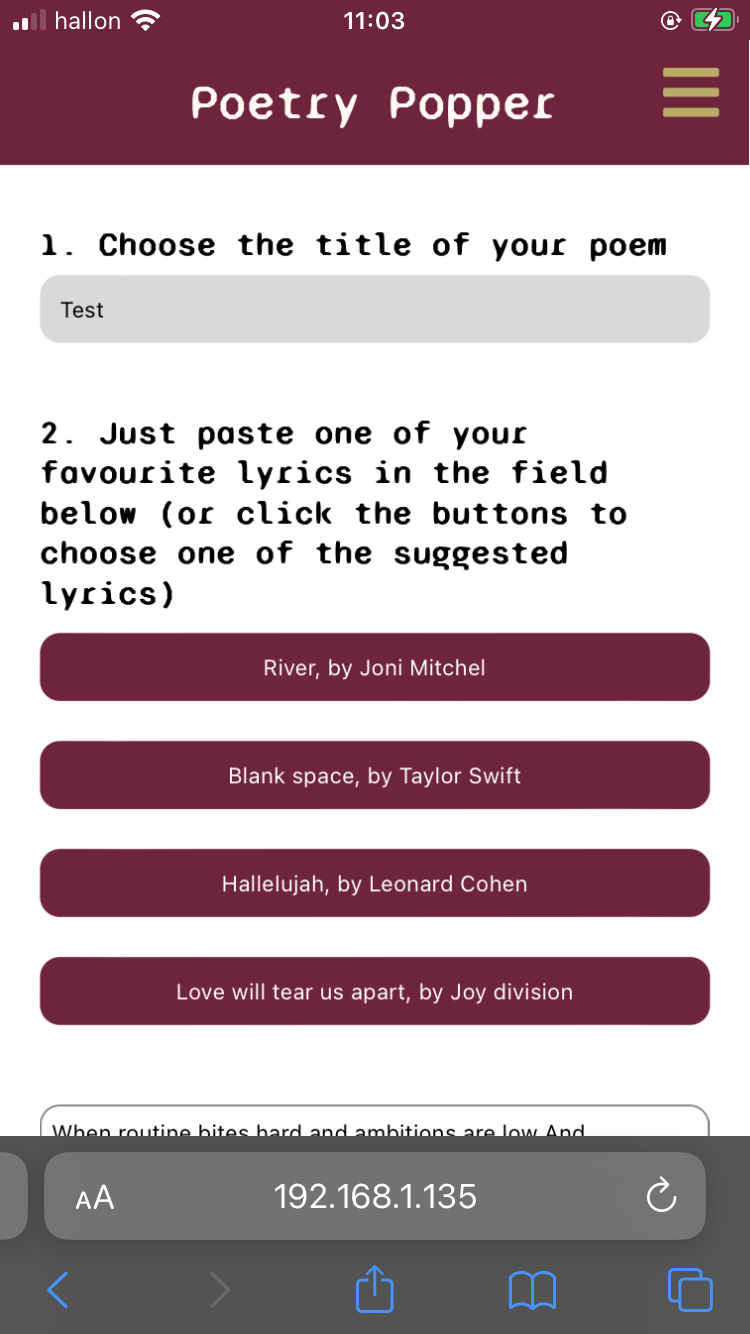 hallon 11:03
Poetry Popper
1. Choose the title of your poem
Test
2. Just paste one of your
favourite lyrics in the field
below (or click the buttons to
choose one of the suggested
lyrics)
River, by Joni Mitchel
Blank space, by Taylor Swift
Hallelujah, by Leonard Cohen
Love will tear us apart, by Joy division
When routine bites hard and ambitions are low And
AA 192.168.1.135